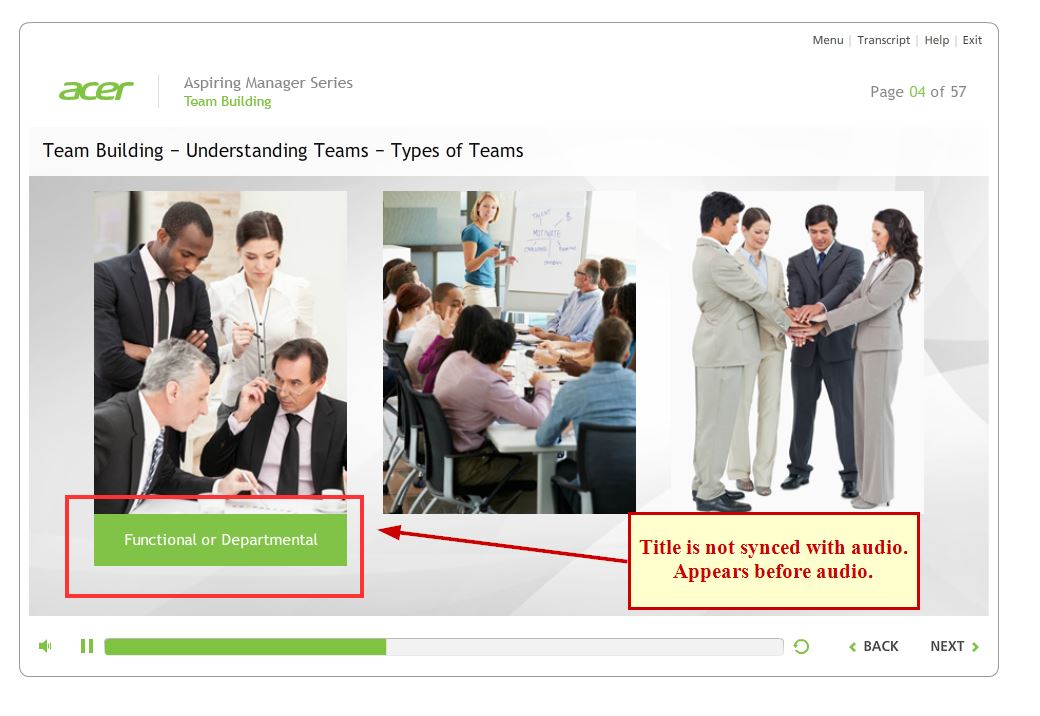 Menu | Transcript | Help | Exit
acer
Aspiring Manager Series
Team Building
Page 04 of 57
Team Building – Understanding Teams – Types of Teams
TALENT
MOTIVATE
Functional or Departmental
Title is not synced with audio.
Appears before audio.
BACK
NEXT